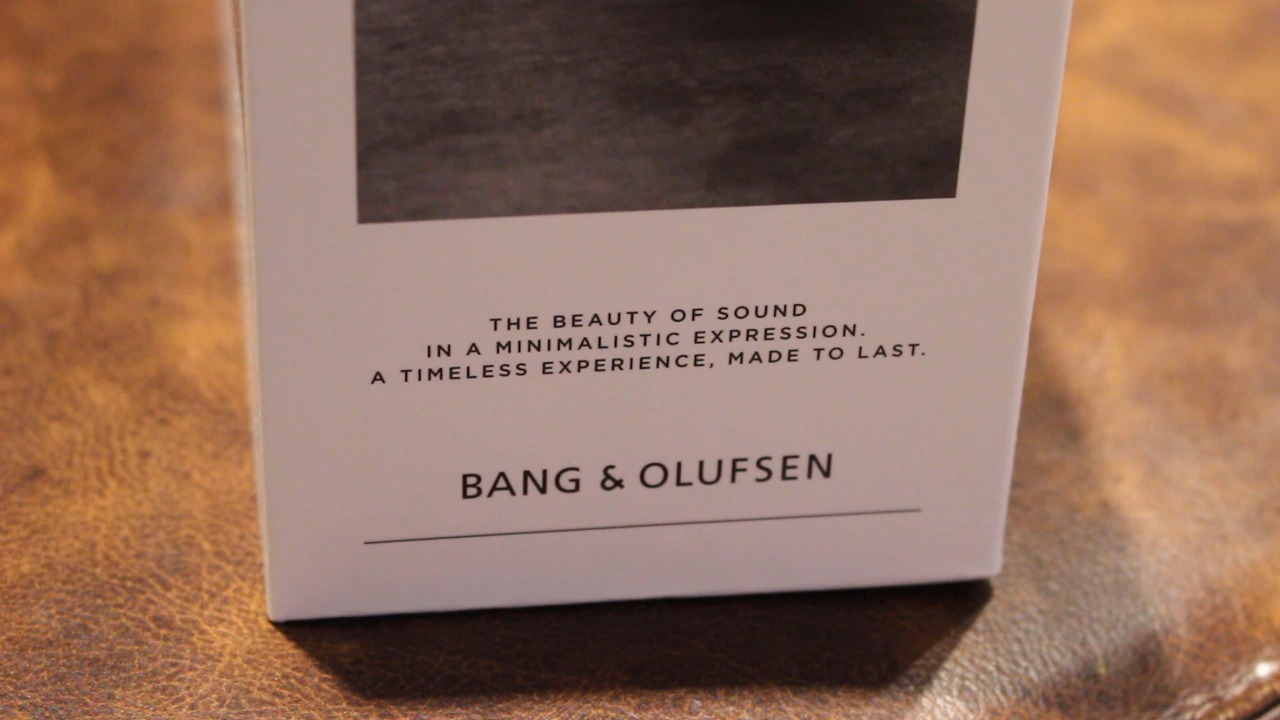 THE BEAUTY OF SOUND
IN A MINIMALISTIC EXPRESSION.
A TIMELESS EXPERIENCE, MADE TO LAST.
BANG & OLUFSEN